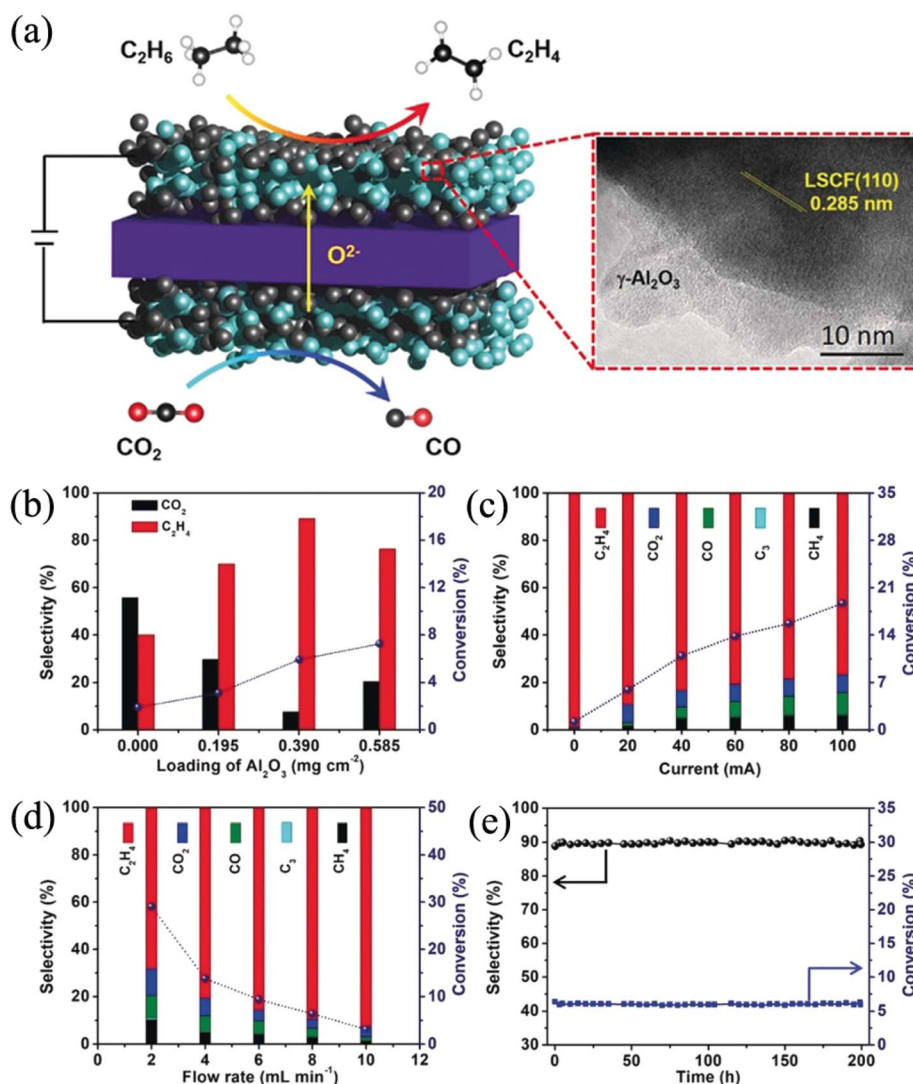 (a)
C₂H₆
C₂H₄
O²⁻
CO₂
CO
LSCF(110)
0.285 nm
γ-Al₂O₃
10 nm
(b)
Selectivity (%)
100
80
60
40
20
0
CO₂
C₂H₄
20
16
12
8
4
0
Conversion (%)
0.000 0.195 0.390 0.585
Loading of Al₂O₃ (mg cm⁻²)
(c)
Selectivity (%)
100
80
60
40
20
0
C₂H₄
CO₂
CO
C₃
CH₄
35
28
21
14
7
0
Conversion (%)
0 20 40 60 80 100
Current (mA)
(d)
Selectivity (%)
100
80
60
40
20
0
C₂H₄
CO₂
CO
C₃
CH₄
50
40
30
20
10
0
Conversion (%)
0 2 4 6 8 10 12
Flow rate (mL min⁻¹)
(e)
Selectivity (%)
100
90
80
70
60
50
40
30
35
30
25
20
15
10
5
0
Conversion (%)
0 50 100 150 200
Time (h)